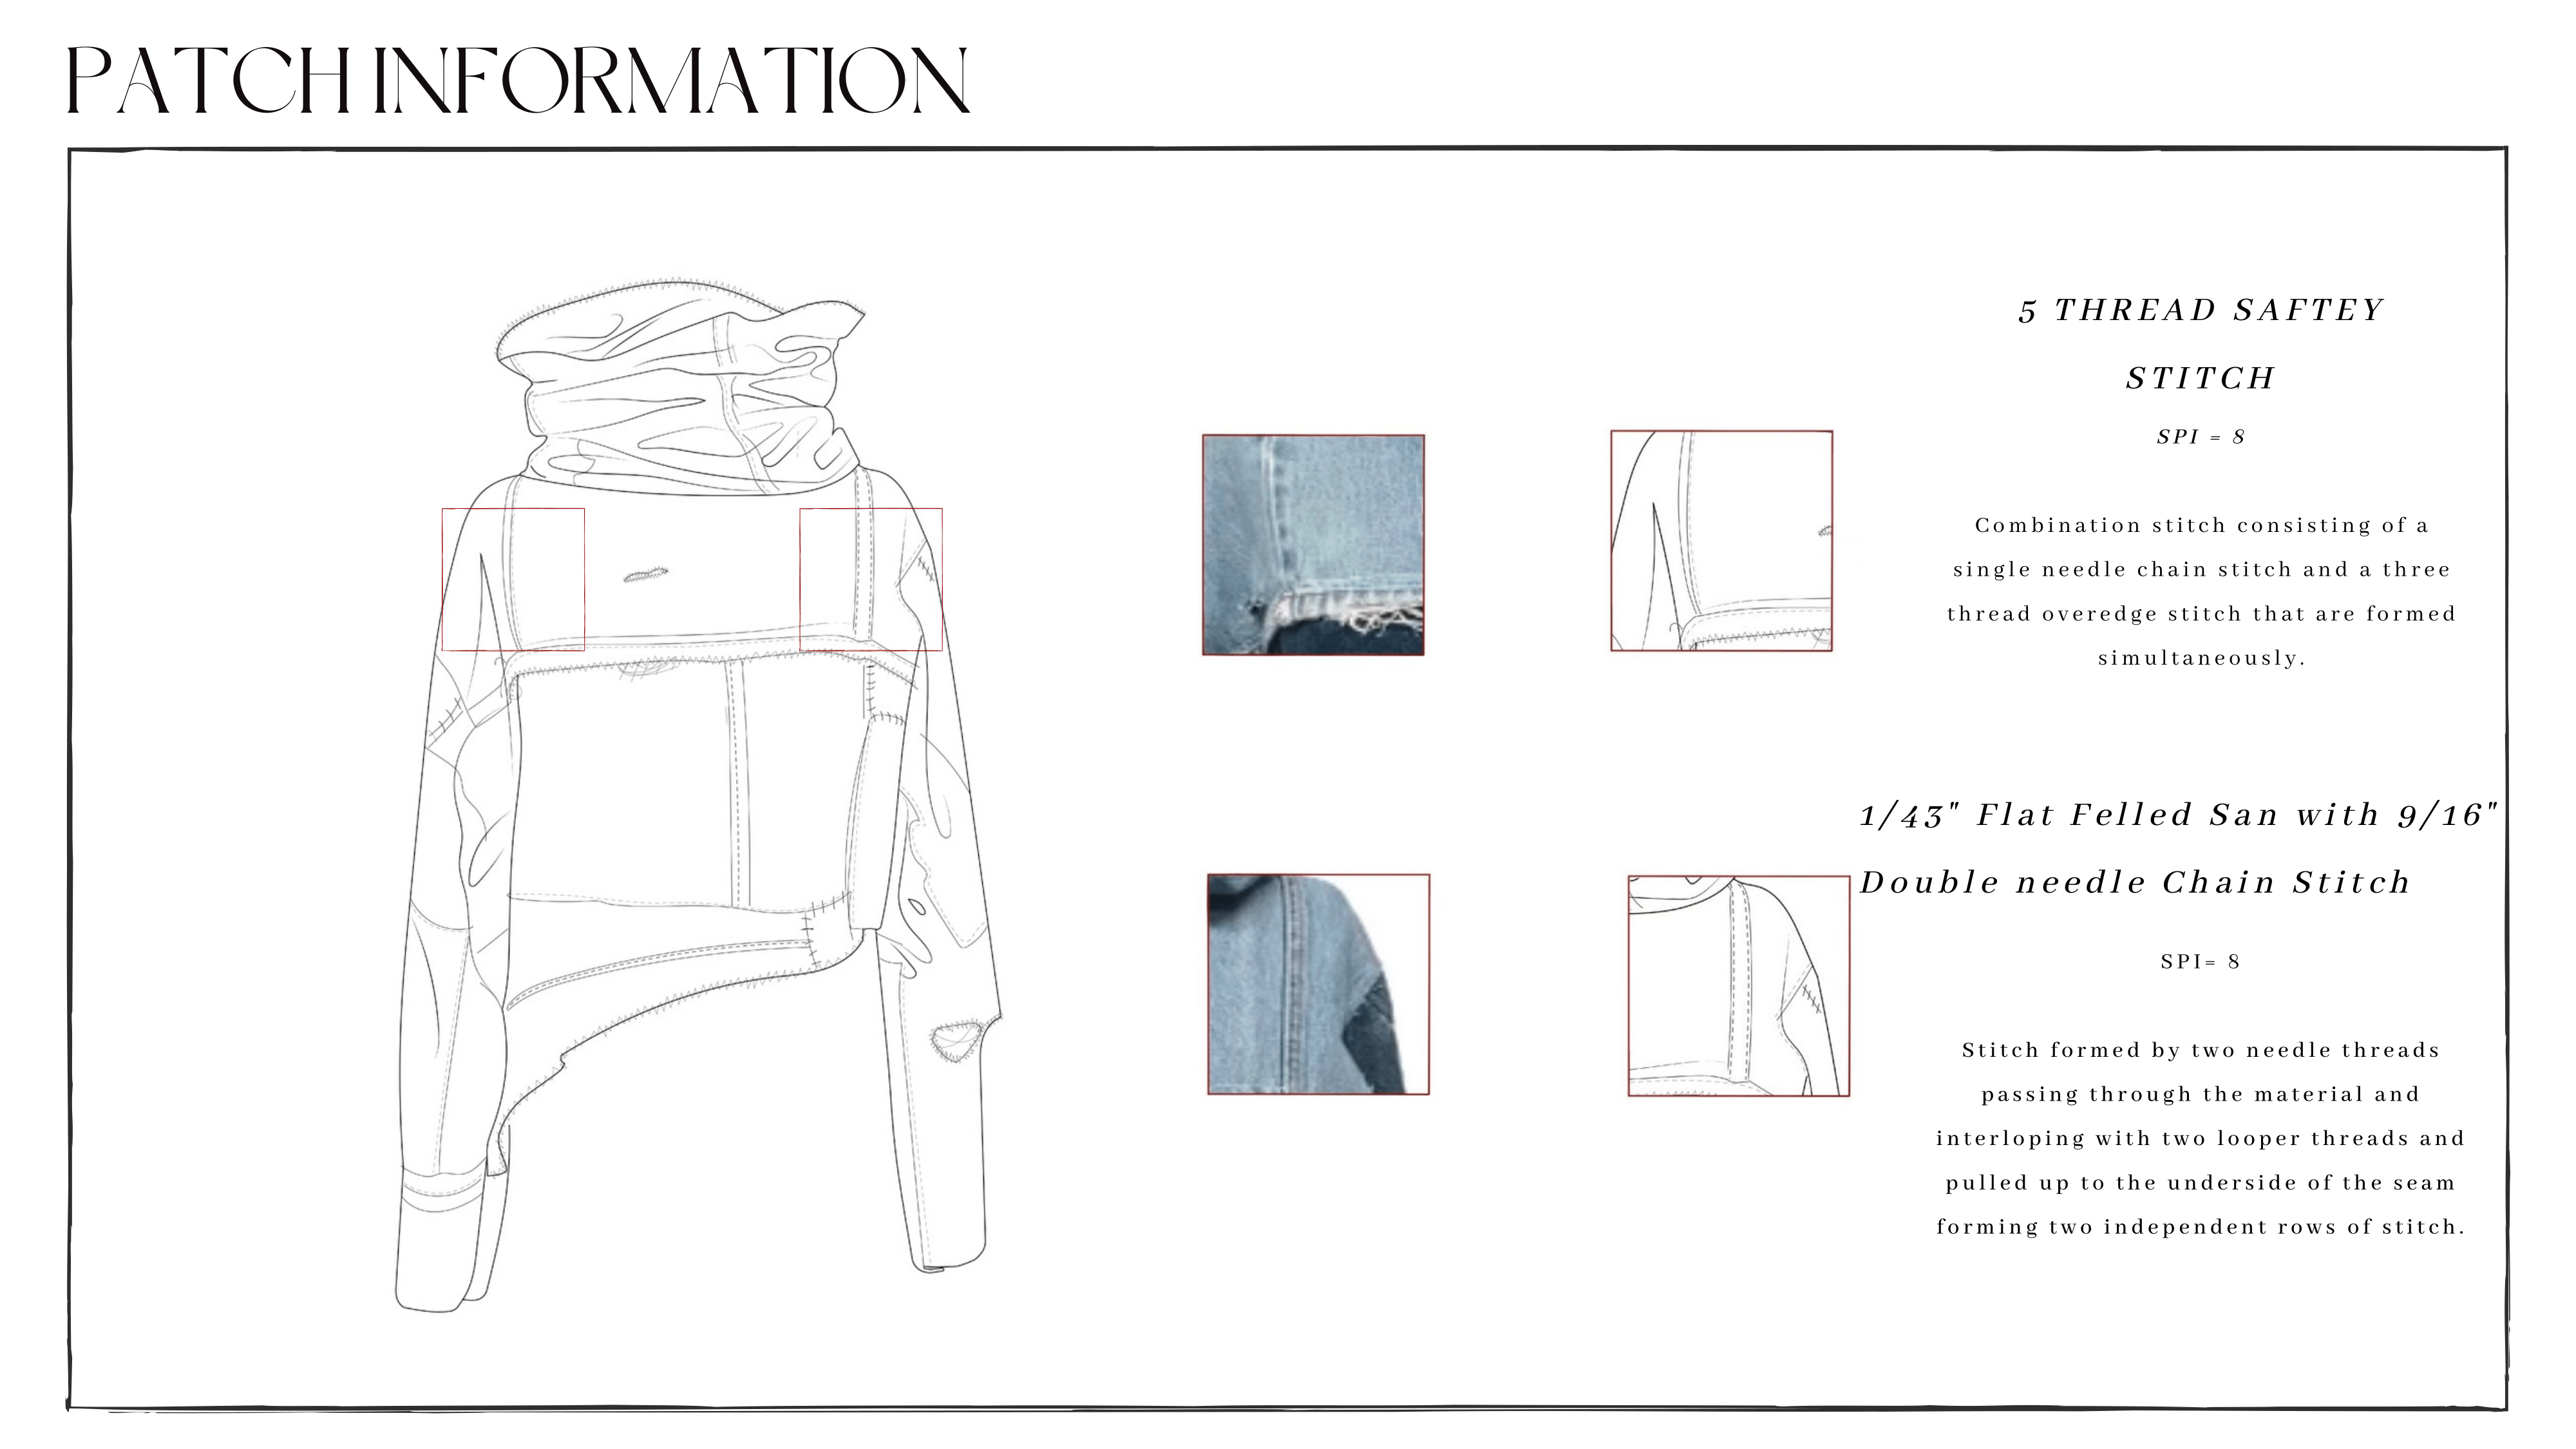 PATCH INFORMATION
5 THREAD SAFTEY
STITCH
SPI = 8
Combination stitch consisting of a
single needle chain stitch and a three
thread overedge stitch that are formed
simultaneously.
1/43" Flat Felled San with 9/16"
Double needle Chain Stitch
SPI= 8
Stitch formed by two needle threads
passing through the material and
interloping with two looper threads and
pulled up to the underside of the seam
forming two independent rows of stitch.